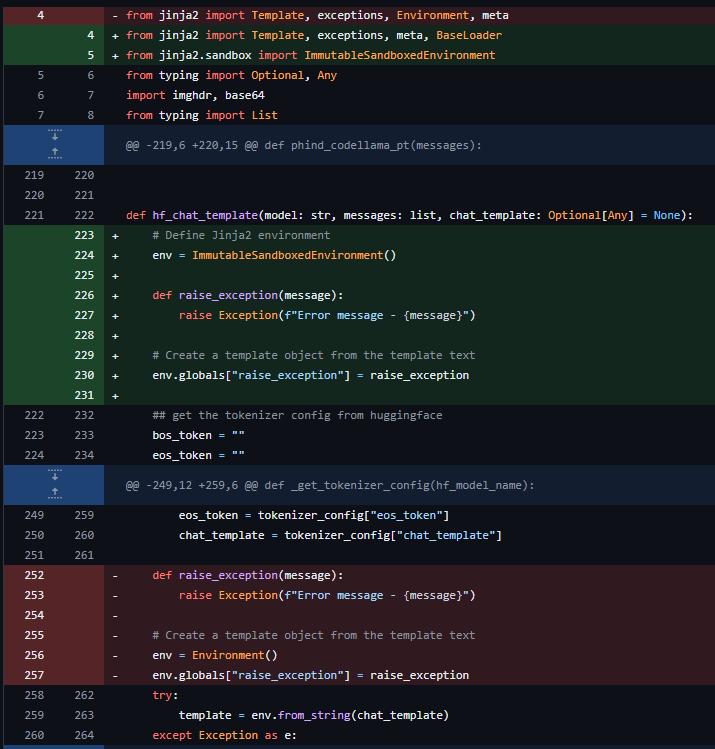 4 - from jinja2 import Template, exceptions, Environment, meta
4 + from jinja2 import Template, exceptions, meta, BaseLoader
5 + from jinja2.sandbox import ImmutableSandboxedEnvironment
5 6 from typing import Optional, Any
6 7 import imghdr, base64
7 8 from typing import List
@@ -219,6 +220,15 @@ def phind_codellama_pt(messages):
219 220
220 221
221 222 def hf_chat_template(model: str, messages: list, chat_template: Optional[Any] = None):
223 +     # Define Jinja2 environment
224 +     env = ImmutableSandboxedEnvironment()
225 +
226 +     def raise_exception(message):
227 +         raise Exception(f"Error message - {message}")
228 +
229 +     # Create a template object from the template text
230 +     env.globals["raise_exception"] = raise_exception
231 +
222 232     ## get the tokenizer config from huggingface
223 233     bos_token = ""
224 234     eos_token = ""
@@ -249,12 +259,6 @@ def _get_tokenizer_config(hf_model_name):
249 259         eos_token = tokenizer_config["eos_token"]
250 260         chat_template = tokenizer_config["chat_template"]
251 261
252 -     def raise_exception(message):
253 -         raise Exception(f"Error message - {message}")
254 -
255 -     # Create a template object from the template text
256 -     env = Environment()
257 -     env.globals["raise_exception"] = raise_exception
258 262     try:
259 263         template = env.from_string(chat_template)
260 264     except Exception as e: